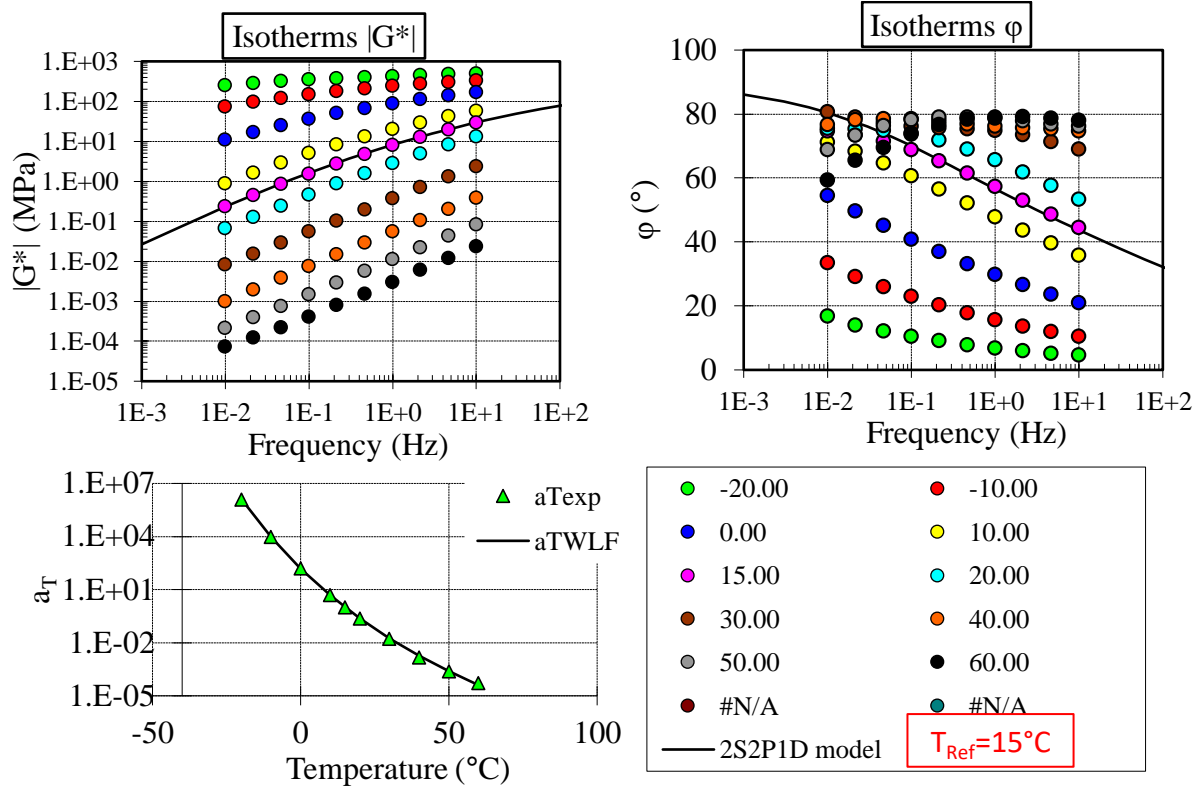 Isotherms |G*|
1.E+03
1.E+02
1.E+01
1.E+00
1.E-01
1.E-02
1.E-03
1.E-04
1.E-05
|G*| (MPa)
1E-3 1E-2 1E-1 1E+0 1E+1 1E+2
Frequency (Hz)
Isotherms φ
100
80
60
40
20
0
φ (°)
1E-3 1E-2 1E-1 1E+0 1E+1 1E+2
Frequency (Hz)
1.E+07
1.E+04
1.E+01
1.E-02
1.E-05
aT
aTexp
aTWLF
-50 0 50 100
Temperature (°C)
-20.00 -10.00
0.00 10.00
15.00 20.00
30.00 40.00
50.00 60.00
#N/A #N/A
2S2P1D model
TRef=15°C